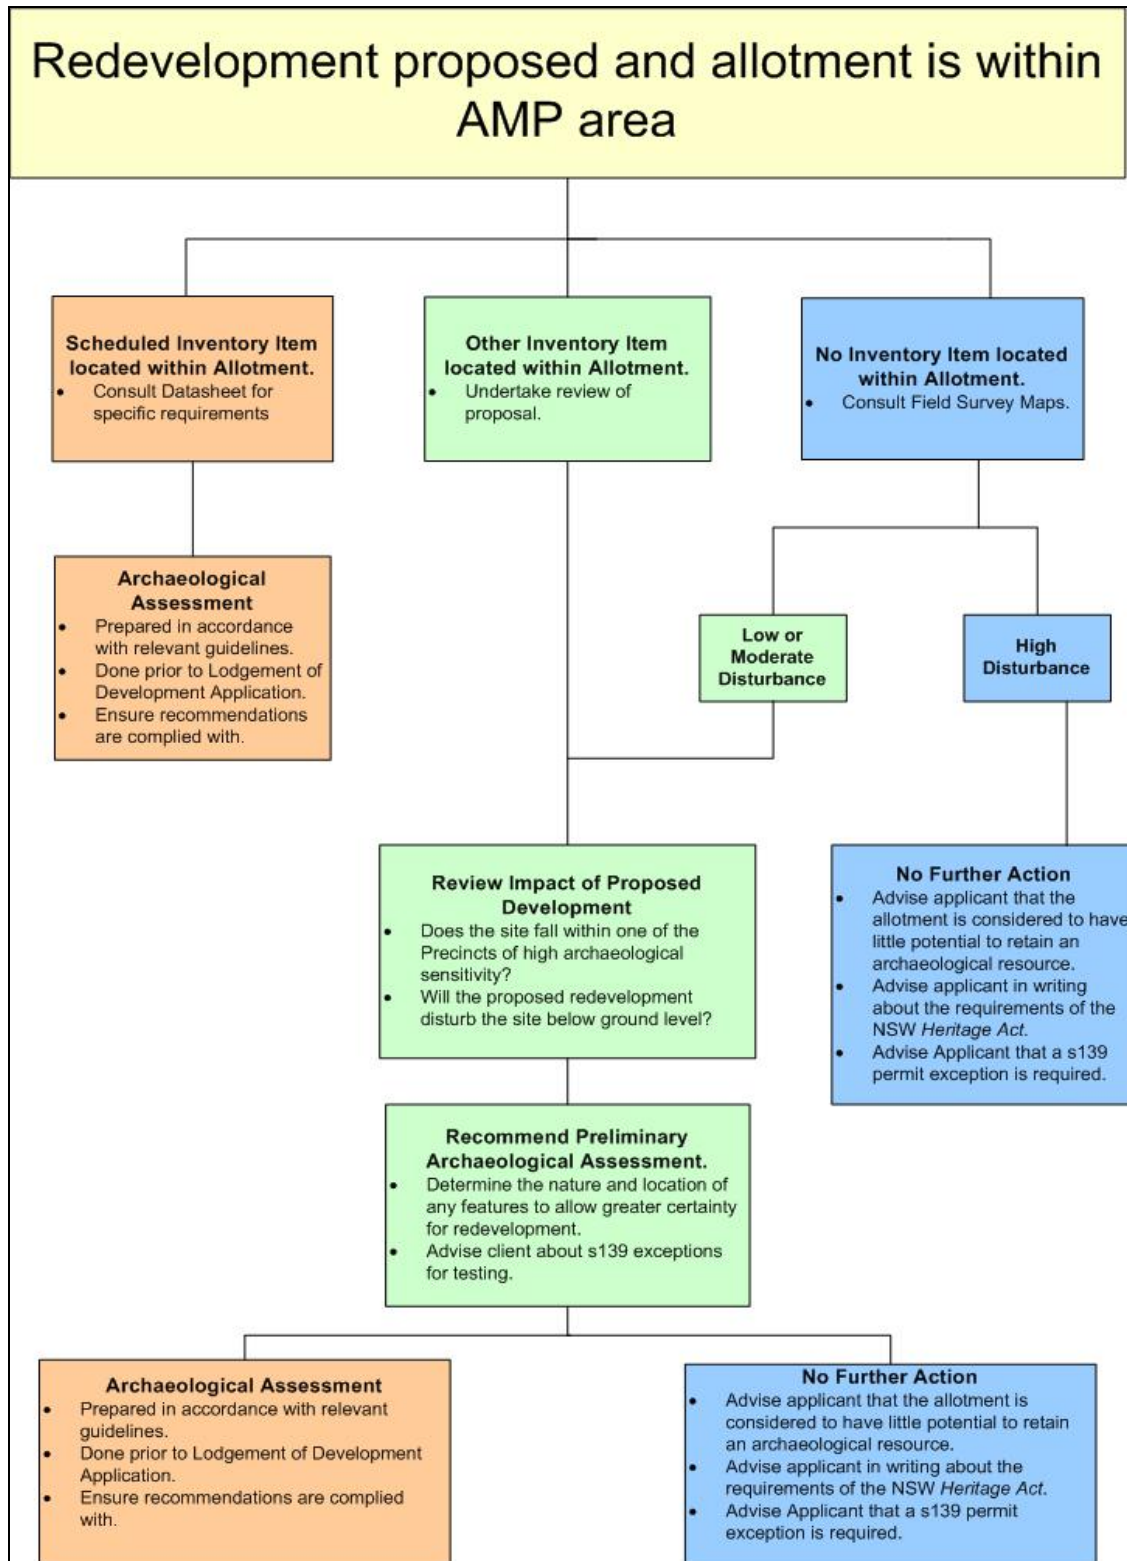 Redevelopment proposed and allotment is within
AMP area
Scheduled Inventory Item
located within Allotment.
• Consult Datasheet for
specific requirements
Other Inventory Item
located within Allotment.
• Undertake review of
proposal.
No Inventory Item located
within Allotment.
• Consult Field Survey Maps.
Archaeological
Assessment
• Prepared in accordance
with relevant guidelines.
• Done prior to Lodgement of
Development Application.
• Ensure recommendations
are complied with.
Low or
Moderate
Disturbance
High
Disturbance
Review Impact of Proposed
Development
• Does the site fall within one of the
Precincts of high archaeological
sensitivity?
• Will the proposed redevelopment
disturb the site below ground level?
No Further Action
• Advise applicant that the
allotment is considered to have
little potential to retain an
archaeological resource.
• Advise applicant in writing
about the requirements of the
NSW Heritage Act.
• Advise Applicant that a s139
permit exception is required.
Recommend Preliminary
Archaeological Assessment.
• Determine the nature and location of
any features to allow greater certainty
for redevelopment.
• Advise client about s139 exceptions
for testing.
Archaeological Assessment
• Prepared in accordance with relevant
guidelines.
• Done prior to Lodgement of Development
Application.
• Ensure recommendations are complied
with.
No Further Action
• Advise applicant that the allotment is
considered to have little potential to retain
an archaeological resource.
• Advise applicant in writing about the
requirements of the NSW Heritage Act.
• Advise Applicant that a s139 permit
exception is required.